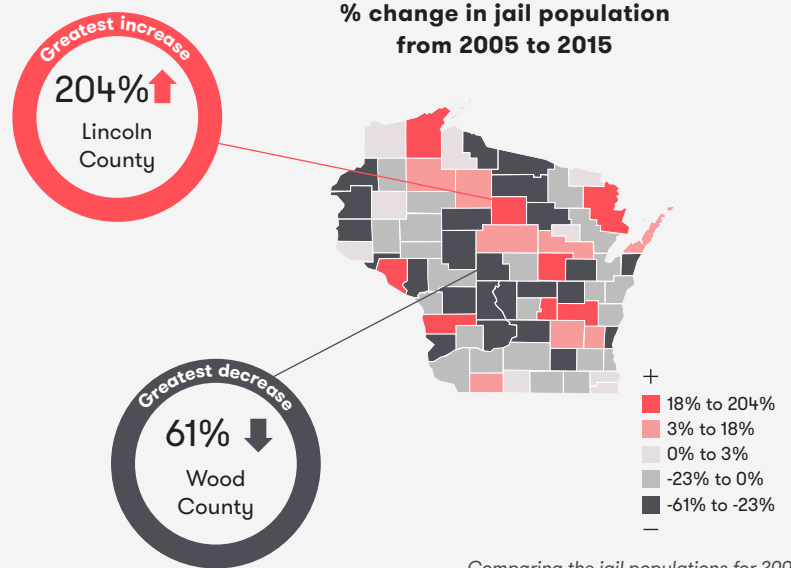 % change in jail population
from 2005 to 2015
Greatest increase
204%
Lincoln
County
Greatest decrease
61%
Wood
County
+
18% to 204%
3% to 18%
0% to 3%
-23% to 0%
-61% to -23%
–
Comparing the jail populations for